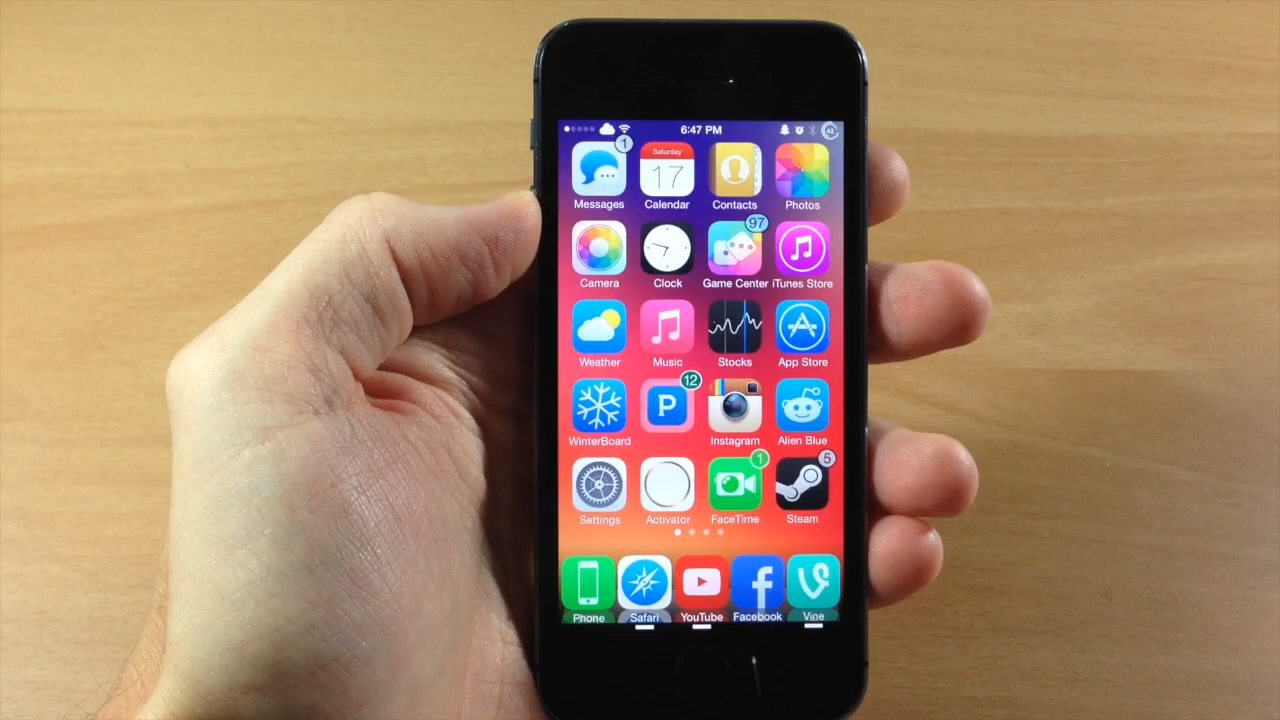 6:47 PM 41
1
Saturday
17
Messages Calendar Contacts Photos
97
Camera Clock Game Center iTunes Store
Weather Music Stocks App Store
12
P
WinterBoard Instagram Alien Blue
1 5
Settings Activator FaceTime Steam
f
Phone Safari YouTube Facebook Vine